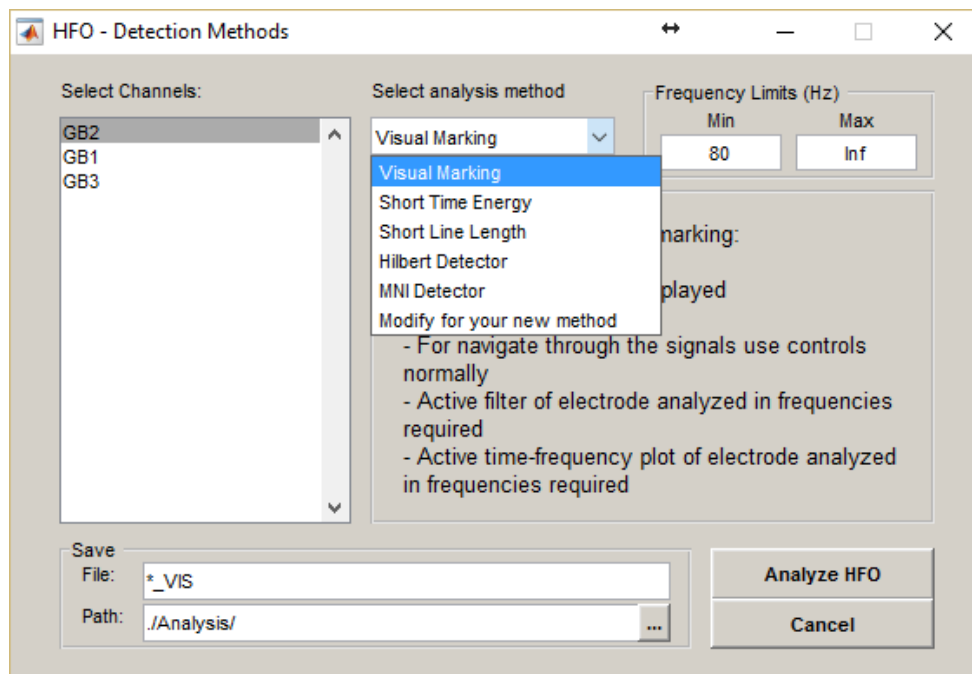 HFO - Detection Methods
Select Channels:
GB2
GB1
GB3
Select analysis method
Visual Marking
Visual Marking
Short Time Energy
Short Line Length
Hilbert Detector
MNI Detector
Modify for your new method
Frequency Limits (Hz)
Min Max
80 Inf
marking:
played
- For navigate through the signals use controls
normally
- Active filter of electrode analyzed in frequencies
required
- Active time-frequency plot of electrode analyzed
in frequencies required
Save
File: *_VIS
Path: ./Analysis/ ...
Analyze HFO
Cancel